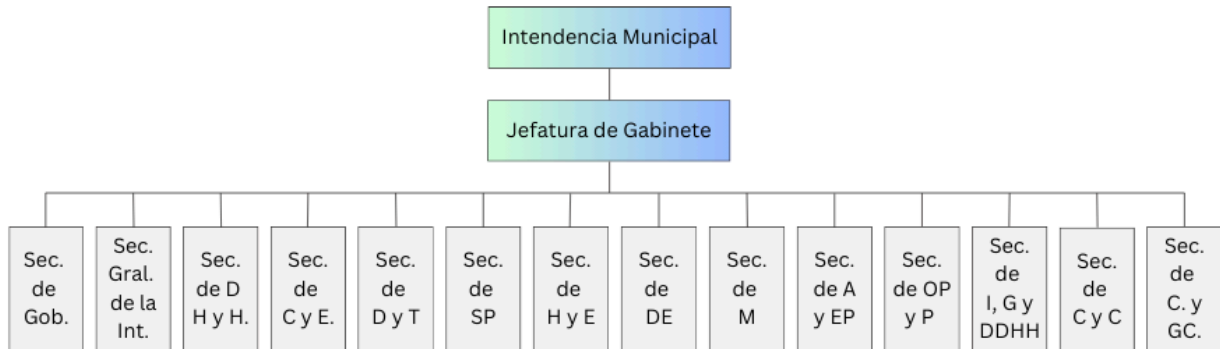 Intendencia Municipal
Jefatura de Gabinete
Sec.
de
Gob.
Sec.
Gral.
de la
Int.
Sec.
de D
H y H.
Sec.
de
C y E.
Sec.
de
D y T
Sec.
de
SP
Sec.
de
H y E
Sec.
de
DE
Sec.
de
M
Sec.
de A
y EP
Sec.
de OP
y P
Sec.
de
I, G y
DDHH
Sec.
de
C y C
Sec.
de
C. y
GC.